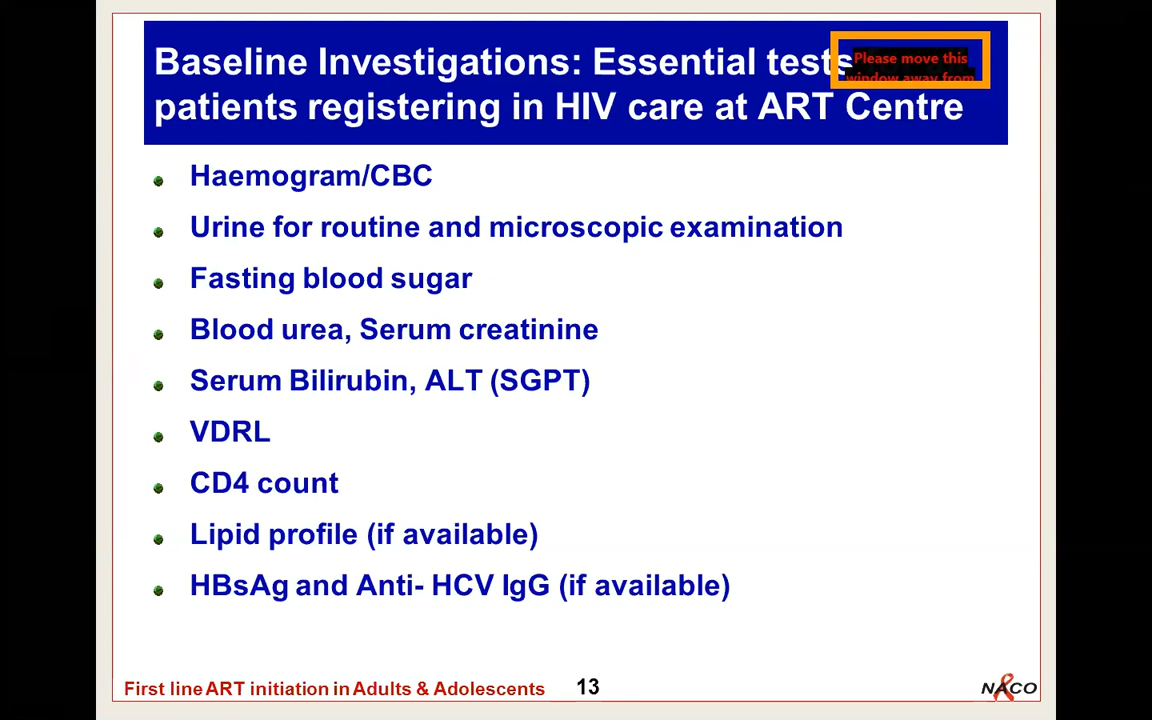 Baseline Investigations: Essential tests
Please move this
window away from
patients registering in HIV care at ART Centre
Haemogram/CBC
Urine for routine and microscopic examination
Fasting blood sugar
Blood urea, Serum creatinine
Serum Bilirubin, ALT (SGPT)
VDRL
CD4 count
Lipid profile (if available)
HBsAg and Anti- HCV IgG (if available)
First line ART initiation in Adults & Adolescents 13
NACO